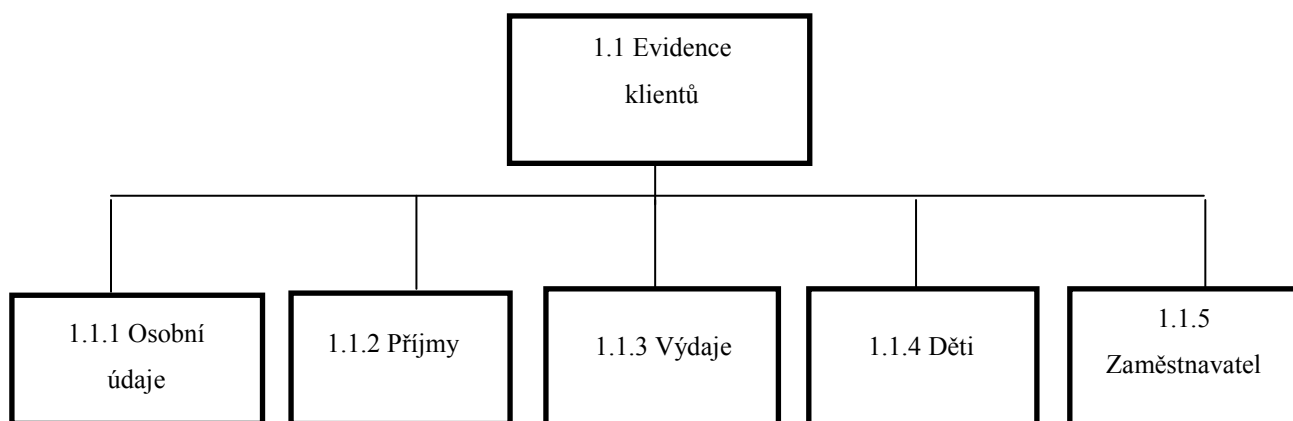 1.1 Evidence
klientů
1.1.1 Osobní
údaje
1.1.2 Příjmy
1.1.3 Výdaje
1.1.4 Děti
1.1.5
Zaměstnavatel